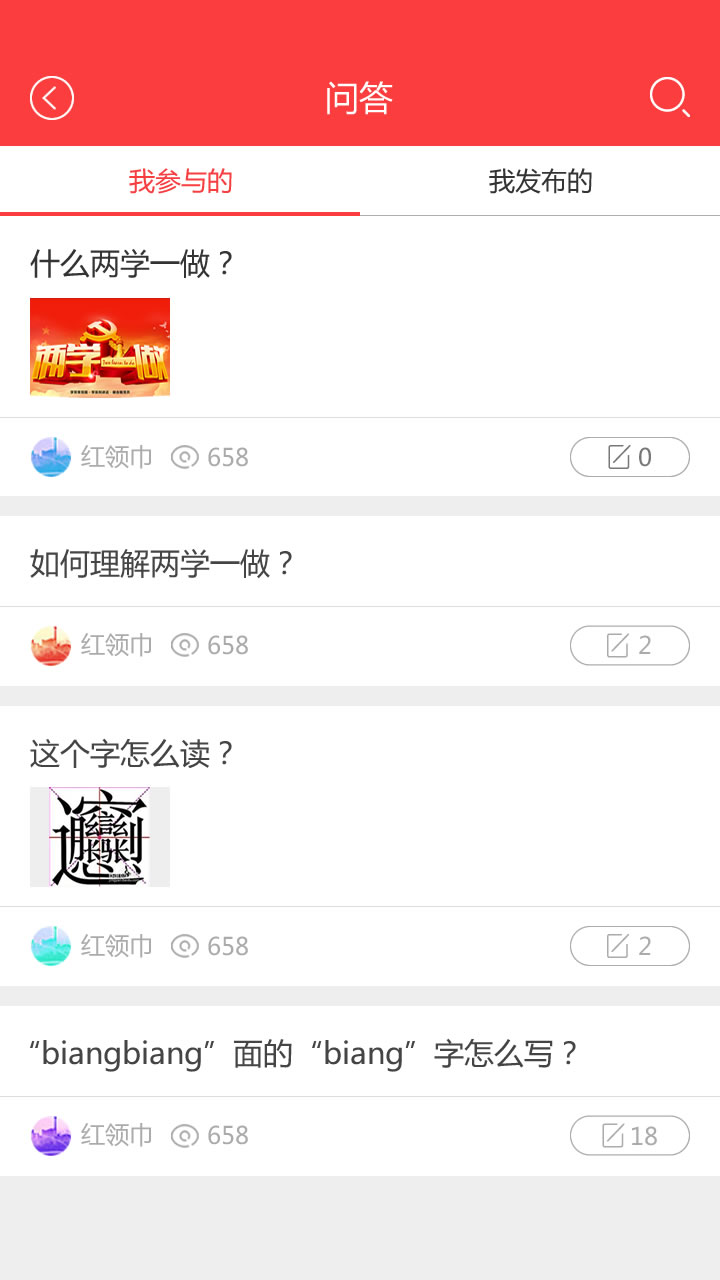 问答
我参与的 我发布的
什么两学一做？
两学一做
红领巾 658 0
如何理解两学一做？
红领巾 658 2
这个字怎么读？
红领巾 658 2
“biangbiang”面的“biang”字怎么写？
红领巾 658 18